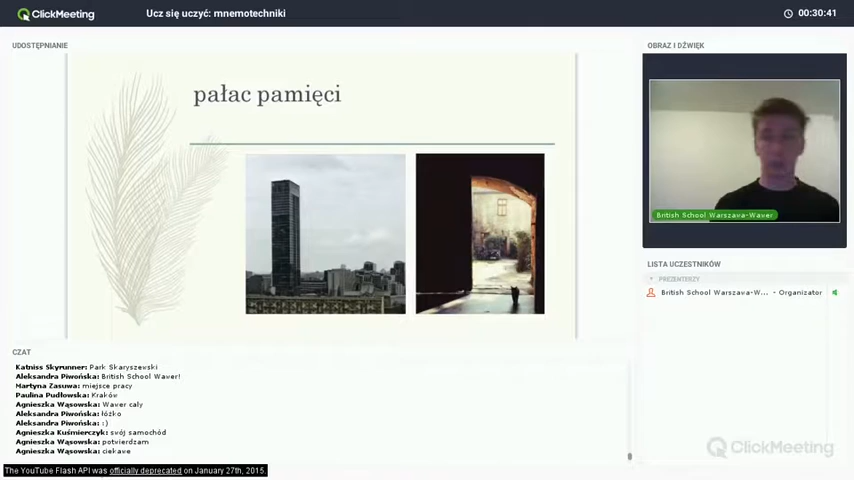 ClickMeeting
Ucz się uczyć: mnemotechniki
00:30:41
UDOSTĘPNIANIE
OBRAZ I DŹWIĘK
pałac pamięci
British School Warszawa-Wawer
LISTA UCZESTNIKÓW
PREZENTERZY
British School Warszawa-W... - Organizator
CZAT
Katniss Skyrunner: Park Skaryszewski
Aleksandra Piwońska: British School Wawer!
Martyna Zasuwa: miejsce pracy
Paulina Pudłowska: Kraków
Agnieszka Wąsowska: Wawer cały
Aleksandra Piwońska: łóżko
Aleksandra Piwońska: :)
Agnieszka Kuśmierczyk: swój samochód
Agnieszka Wąsowska: potwierdzam
Agnieszka Wąsowska: ciekawe
ClickMeeting
The YouTube Flash API was officially deprecated on January 27th, 2015.